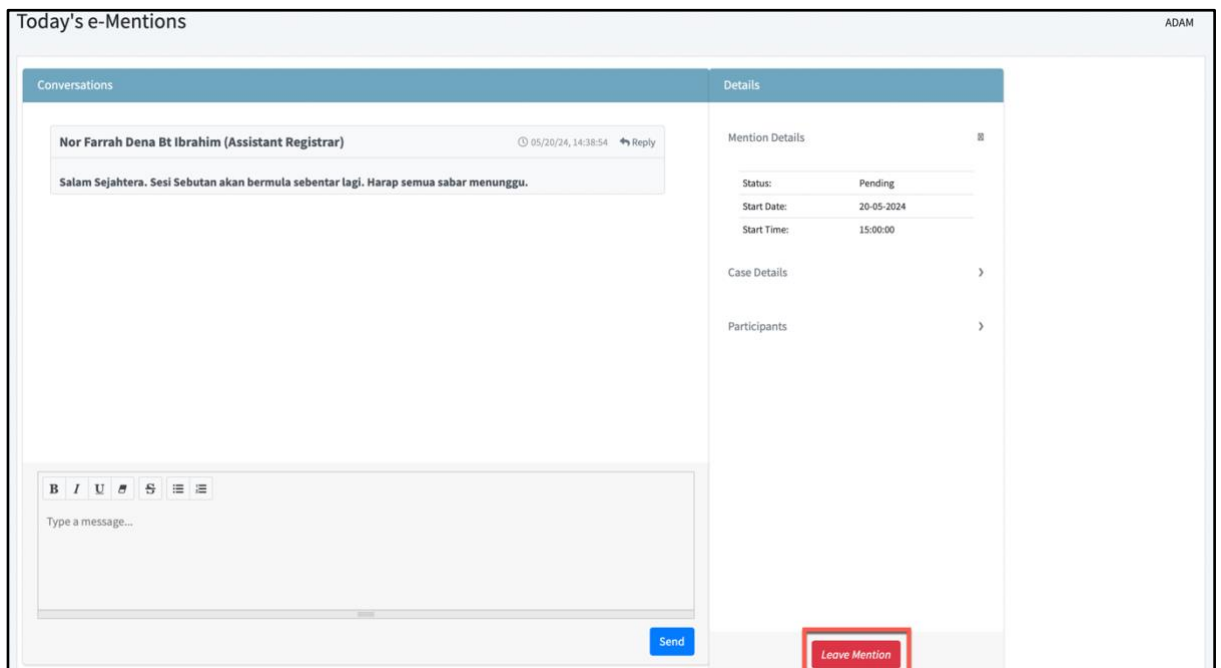 Today's e-Mentions
ADAM
Conversations
Details
Nor Farrah Dena Bt Ibrahim (Assistant Registrar)
05/20/24, 14:38:54
Reply
Salam Sejahtera. Sesi Sebutan akan bermula sebentar lagi. Harap semua sabar menunggu.
Mention Details
Status: Pending
Start Date: 20-05-2024
Start Time: 15:00:00
Case Details
Participants
B I U S
Type a message...
Send
Leave Mention